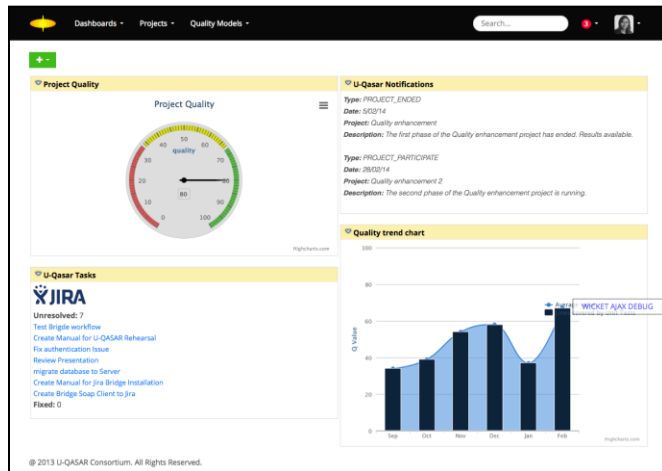 Dashboards
Projects
Quality Models
Search...
3
Project Quality
Project Quality
quality
0
10
20
30
40
50
60
70
80
90
100
80
Highcharts.com
U-Qasar Tasks
JIRA
Unresolved: 7
Test Brigde workflow
Create Manual for U-QASAR Rehearsal
Fix authentication Issue
Review Presentation
migrate database to Server
Create Manual for Jira Bridge Installation
Create Bridge Soap Client to Jira
Fixed: 0
U-Qasar Notifications
Type: PROJECT_ENDED
Date: 5/02/14
Project: Quality enhancement
Description: The first phase of the Quality enhancement project has ended. Results available.
Type: PROJECT_PARTICIPATE
Date: 28/02/14
Project: Quality enhancement 2
Description: The second phase of the Quality enhancement project is running.
Quality trend chart
100
80
60
40
20
0
Q Value
WICKET AJAX DEBUG
Sep
Oct
Nov
Dec
Jan
Feb
Highcharts.com
@ 2013 U-QASAR Consortium. All Rights Reserved.